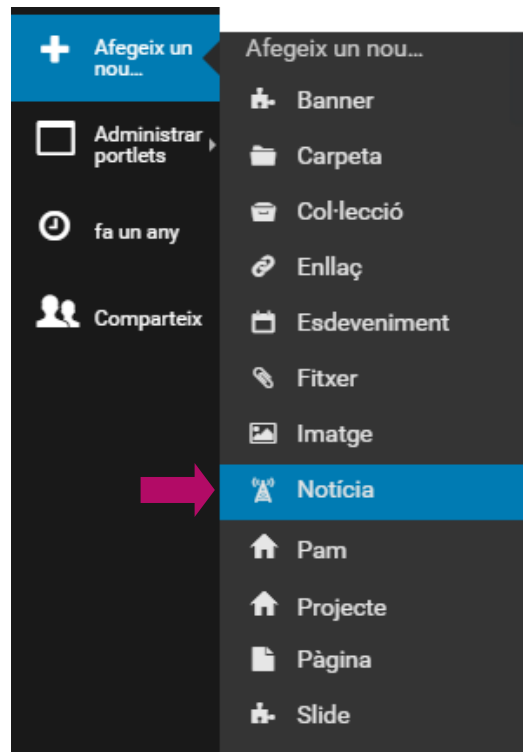 Afegeix un
nou...
Administrar
portlets
fa un any
Comparteix
Afegeix un nou...
Banner
Carpeta
Col·lecció
Enllaç
Esdeveniment
Fitxer
Imatge
Notícia
Pam
Projecte
Pàgina
Slide